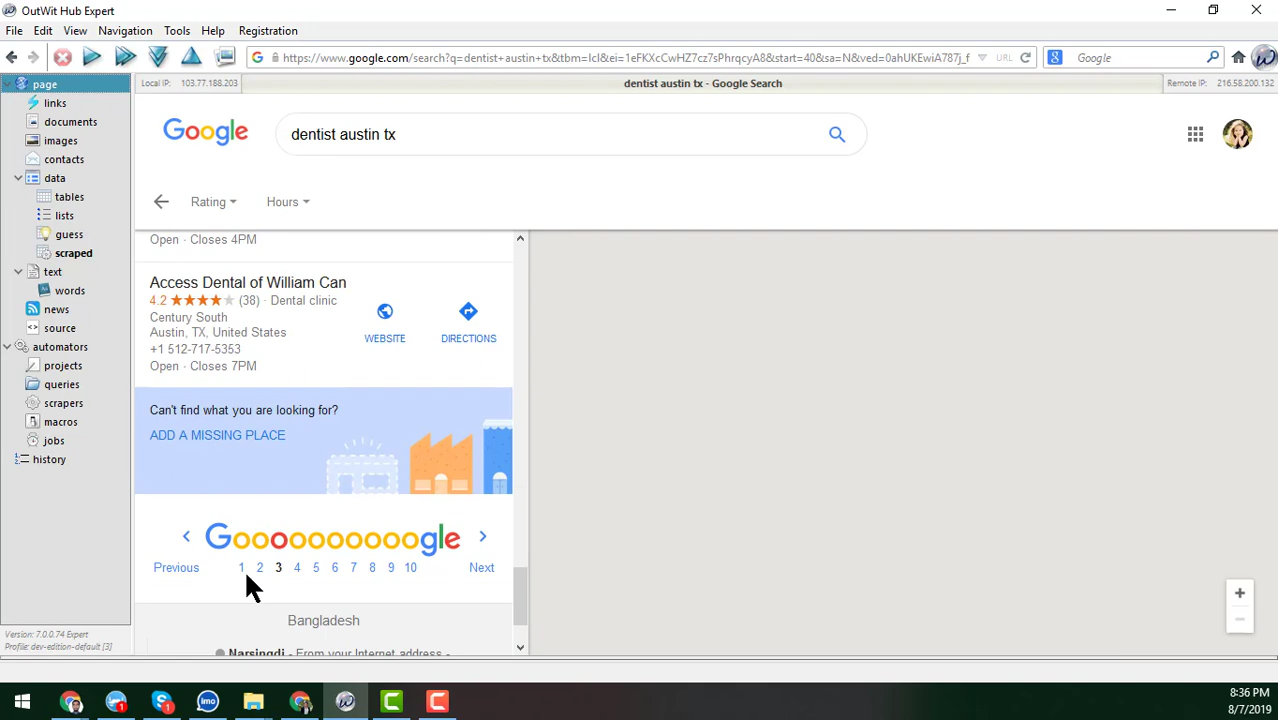 OutWit Hub Expert
File Edit View Navigation Tools Help Registration
https://www.google.com/search?q=dentist+austin+tx&tbm=lcl&ei=1eFKXcCwHZ7cz7sPhrqcyA8&start=40&sa=N&ved=0ahUKEwiA787j_f URL Google
page Local IP: 103.77.188.203 dentist austin tx - Google Search Remote IP: 216.58.200.132
links
documents
images
contacts
data
tables
lists
guess
scraped
text
words
news
source
automators
projects
queries
scrapers
macros
jobs
history
Version: 7.0.0.74 Expert
Profile: dev-edition-default [3]
Google dentist austin tx
Rating Hours
Open · Closes 4PM
Access Dental of William Can
4.2 (38) · Dental clinic
Century South
Austin, TX, United States
+1 512-717-5353
Open · Closes 7PM
WEBSITE DIRECTIONS
Can't find what you are looking for?
ADD A MISSING PLACE
Goooooooooogle
Previous 1 2 3 4 5 6 7 8 9 10 Next
Bangladesh
Narsingdi - From your Internet address -
imo
8:36 PM
8/7/2019